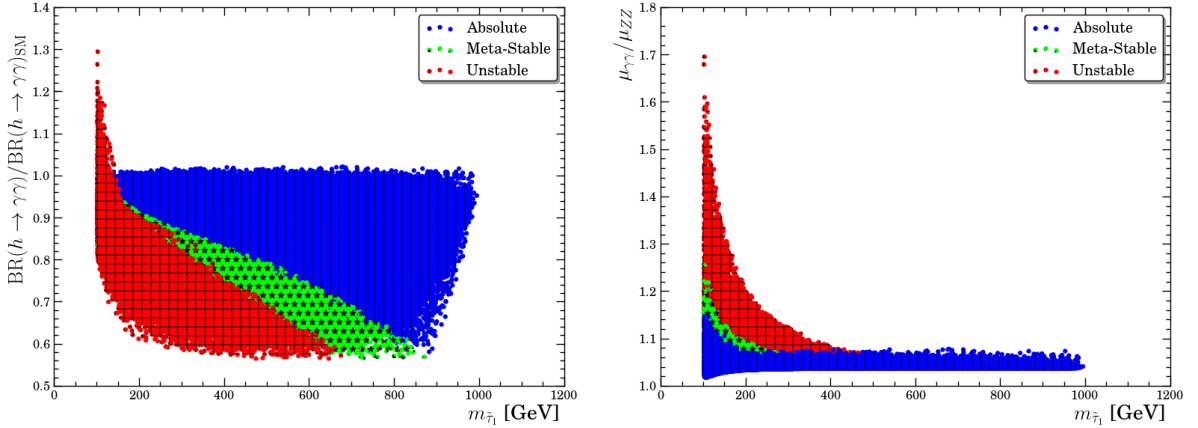 BR(h → γγ)/BR(h → γγ)SM
1.4
1.3
1.2
1.1
1.0
0.9
0.8
0.7
0.6
0.5
Absolute
Meta-Stable
Unstable
0 200 400 600 800 1000 1200
m_τ̃₁ [GeV]
μγγ/μZZ
1.8
1.7
1.6
1.5
1.4
1.3
1.2
1.1
1.0
Absolute
Meta-Stable
Unstable
0 200 400 600 800 1000 1200
m_τ̃₁ [GeV]